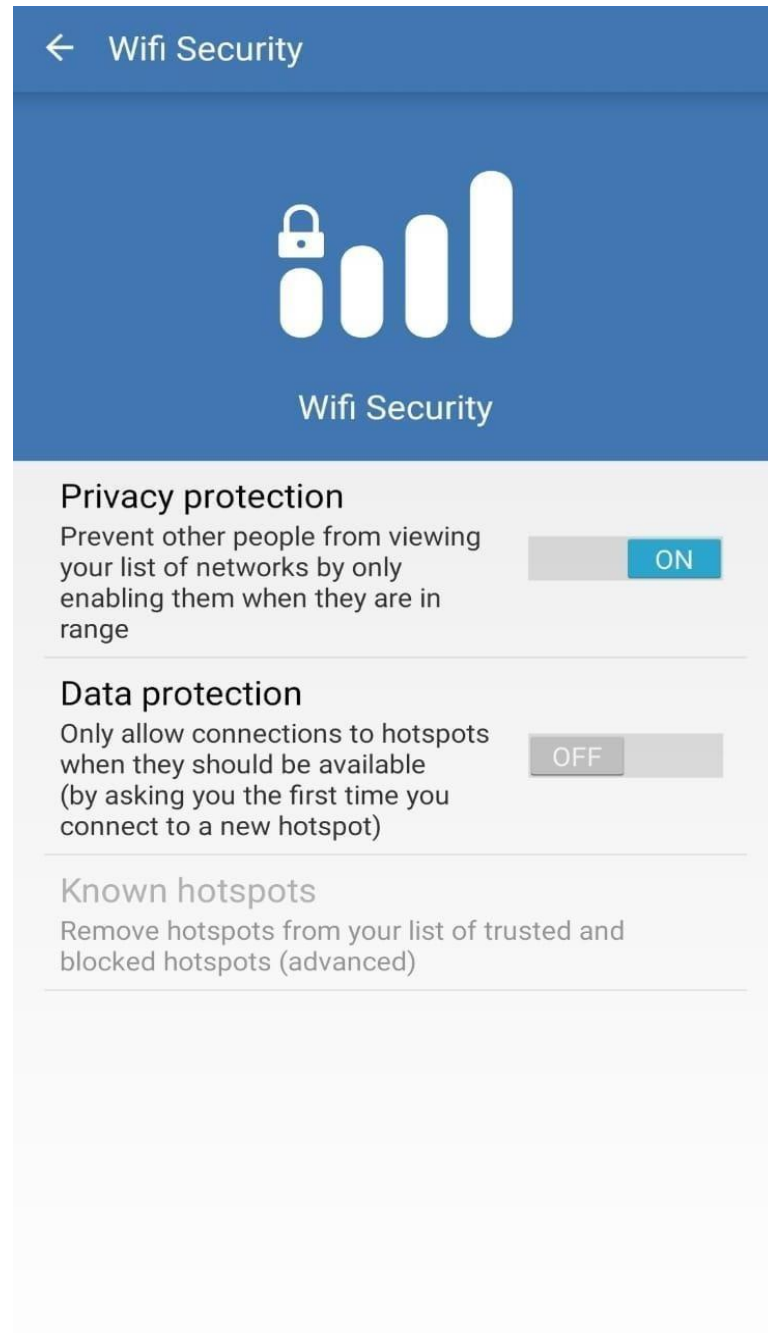 Wifi Security
Wifi Security
Privacy protection
Prevent other people from viewing
your list of networks by only
enabling them when they are in
range
ON
Data protection
Only allow connections to hotspots
when they should be available
(by asking you the first time you
connect to a new hotspot)
OFF
Known hotspots
Remove hotspots from your list of trusted and
blocked hotspots (advanced)